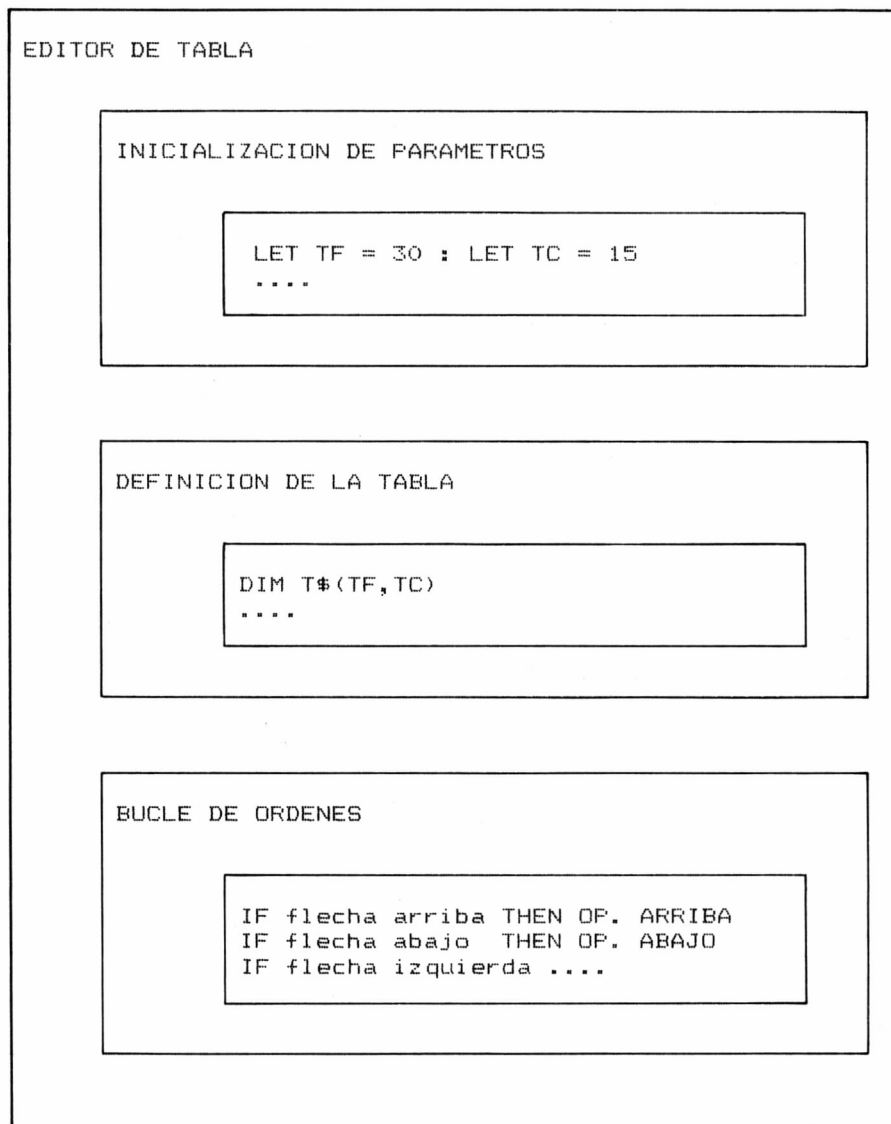 EDITOR DE TABLA
INICIALIZACION DE PARAMETROS
LET TF = 30 : LET TC = 15
....
DEFINICION DE LA TABLA
DIM T$(TF,TC)
....
BUCLE DE ORDENES
IF flecha arriba THEN OP. ARRIBA
IF flecha abajo THEN OP. ABAJO
IF flecha izquierda ....